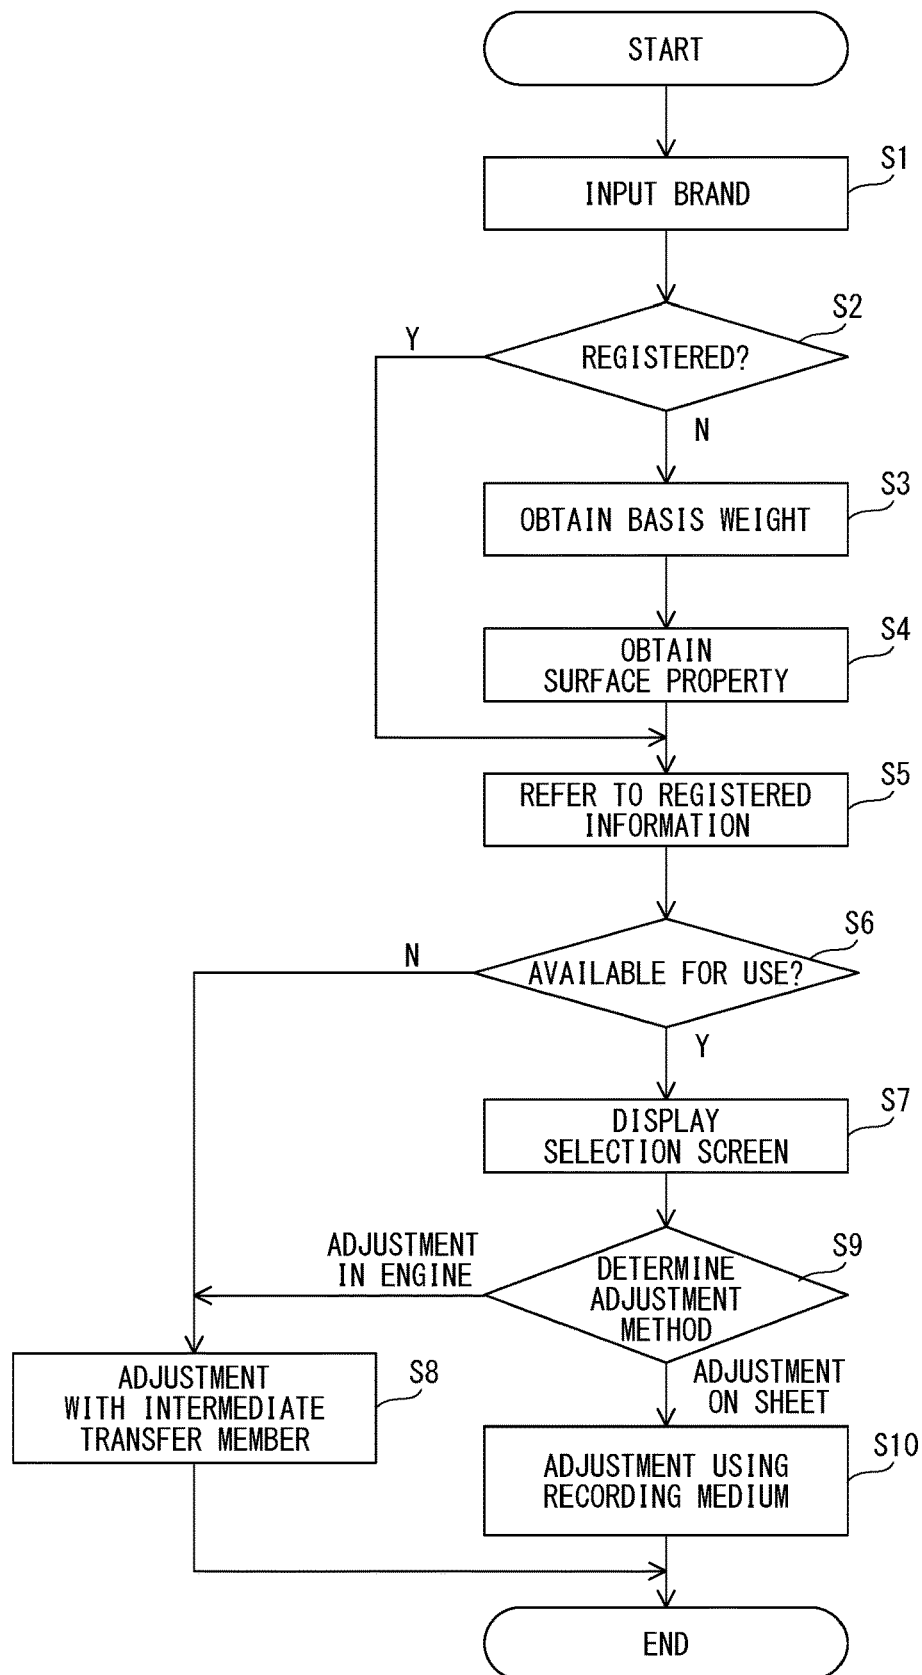 START
S1
INPUT BRAND
S2
Y
REGISTERED?
N
S3
OBTAIN BASIS WEIGHT
S4
OBTAIN
SURFACE PROPERTY
S5
REFER TO REGISTERED
INFORMATION
S6
N
AVAILABLE FOR USE?
Y
S7
DISPLAY
SELECTION SCREEN
S9
ADJUSTMENT
IN ENGINE
DETERMINE
ADJUSTMENT
METHOD
S8
ADJUSTMENT
WITH INTERMEDIATE
TRANSFER MEMBER
ADJUSTMENT
ON SHEET
S10
ADJUSTMENT USING
RECORDING MEDIUM
END